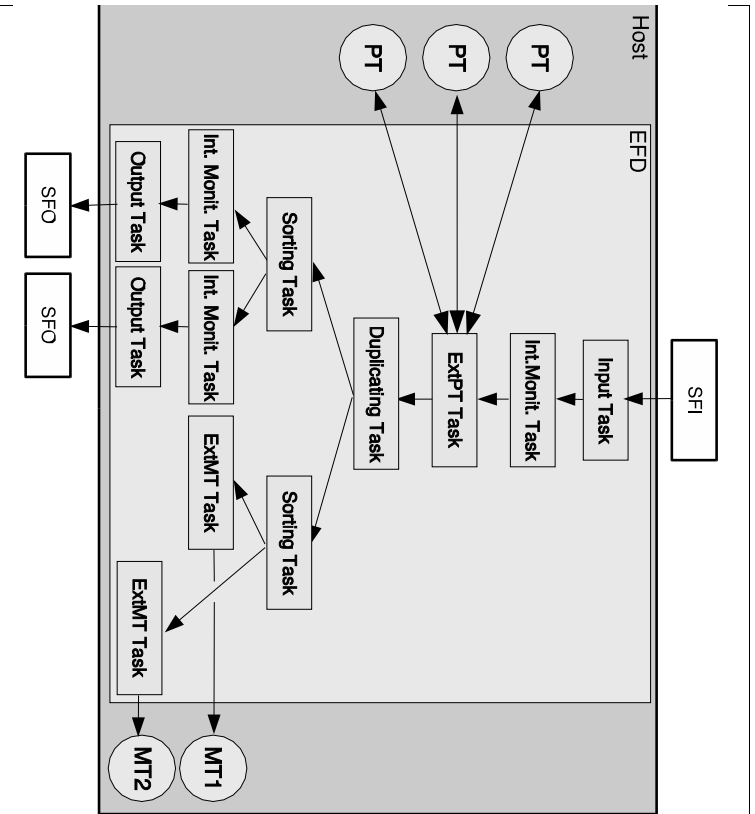 SFI
Host
EFD
Input Task
PT
Int.Monit. Task
PT
ExtPT Task
PT
Duplicating Task
Sorting Task
Sorting Task
Int. Monit. Task
Int. Monit. Task
ExtMT Task
MT1
Output Task
Output Task
ExtMT Task
MT2
SFO
SFO